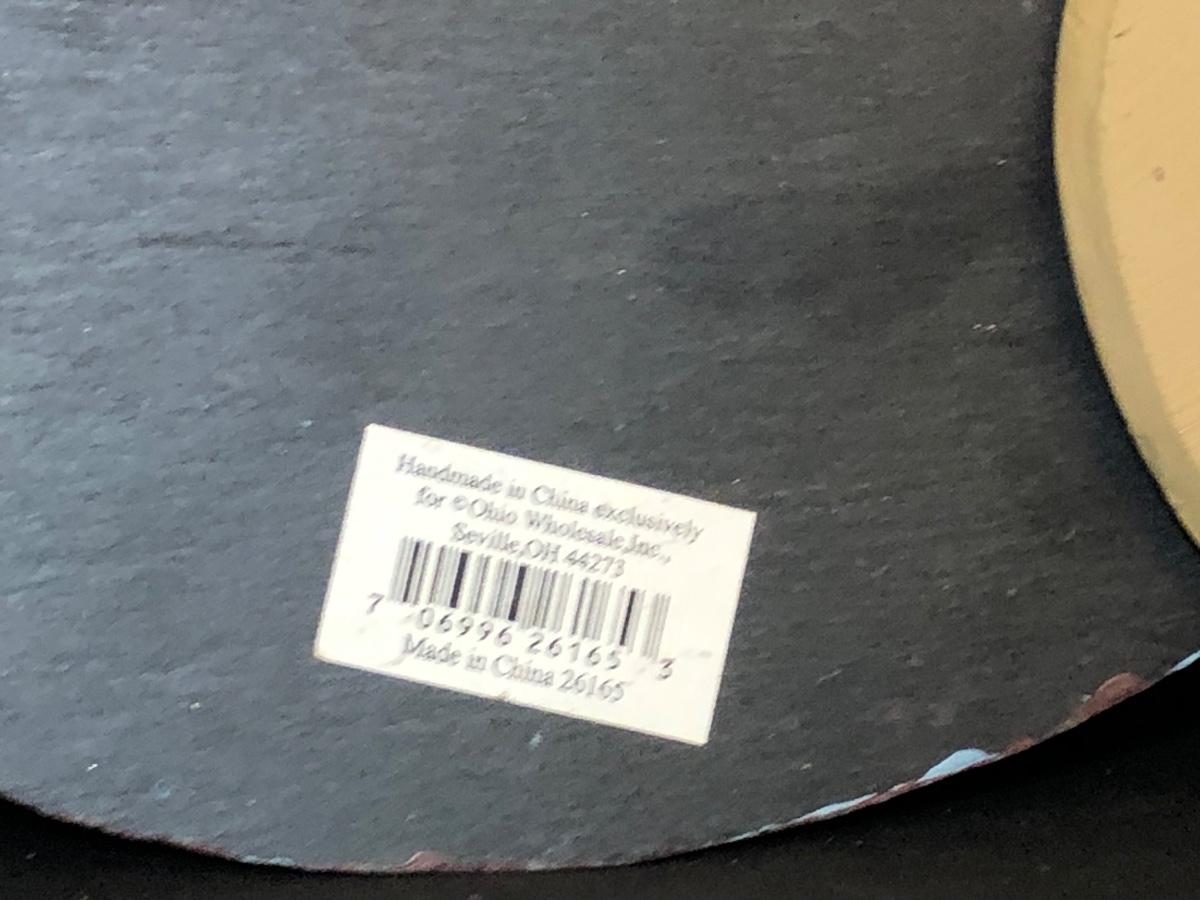 Handmade in China exclusively
for ©Ohio Wholesale,Inc.,
Seville,OH 44273
7 06996 26165 3
Made in China 26165